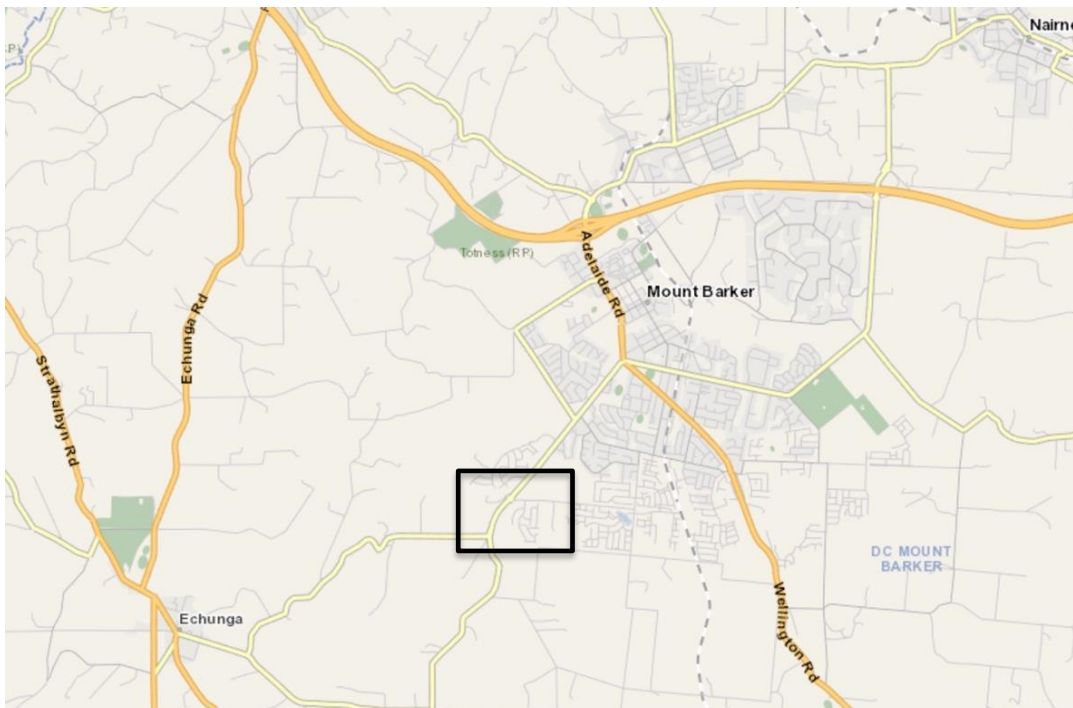 Nairne
P)
Totness (RP)
Adelaide Rd
Mount Barker
Echunga Rd
Strathalbyn Rd
DC MOUNT
BARKER
Wellington Rd
Echunga